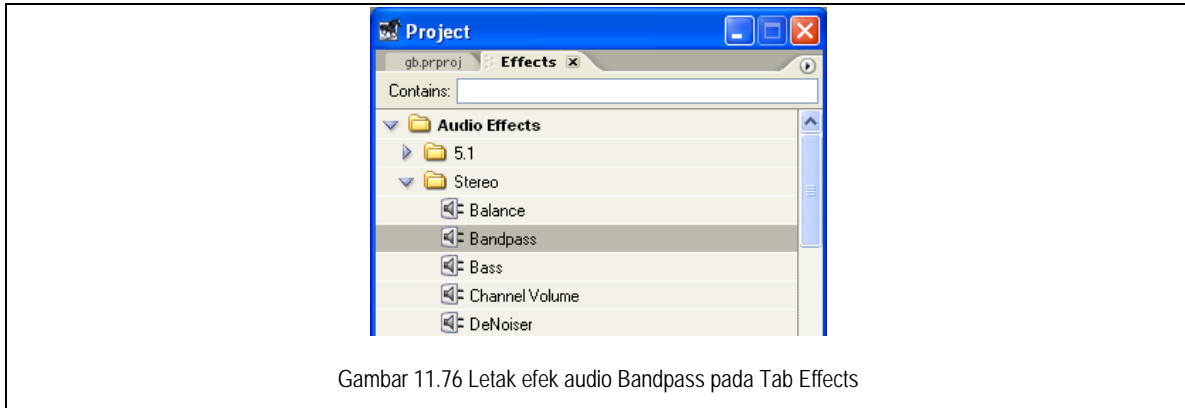 Project
gb.prproj Effects
Contains:
Audio Effects
5.1
Stereo
Balance
Bandpass
Bass
Channel Volume
DeNoiser
Gambar 11.76 Letak efek audio Bandpass pada Tab Effects